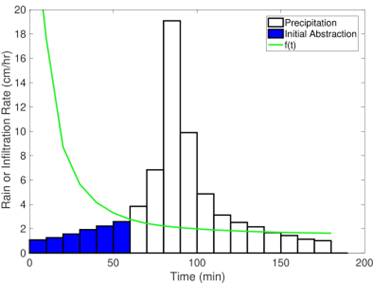 20
18
16
14
12
10
8
6
4
2
0
Rain or Infiltration Rate (cm/hr)
Precipitation
Initial Abstraction
f(t)
0 50 100 150 200
Time (min)